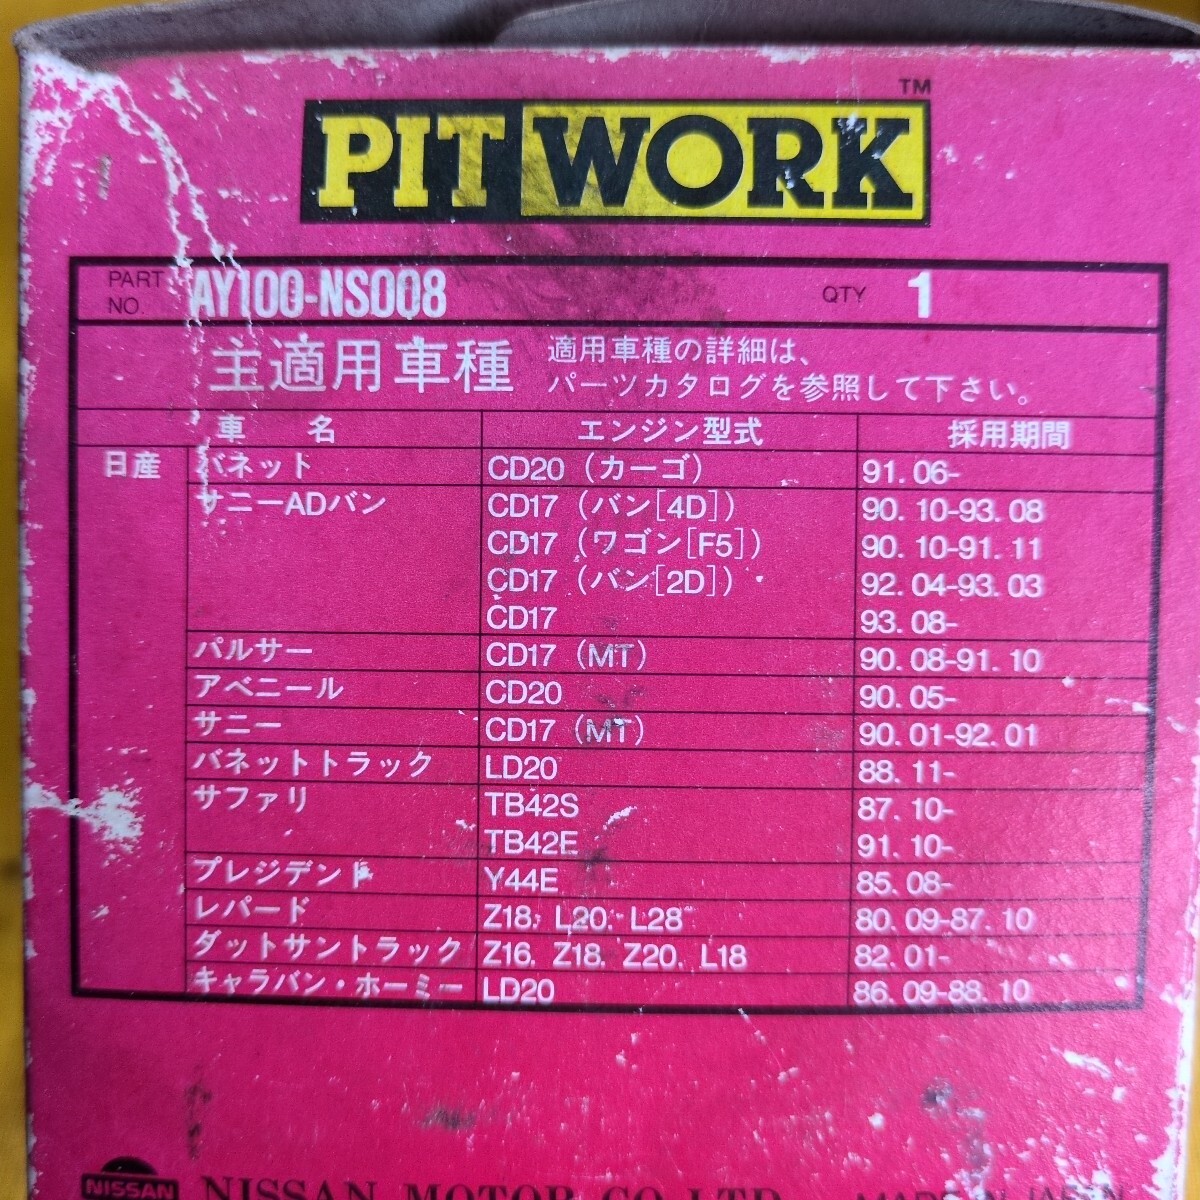 PIT WORK TM
PART NO. AY100-NS008 QTY 1
主適用車種 適用車種の詳細は、
パーツカタログを参照して下さい。
車 名 エンジン型式 採用期間
日産 バネット CD20 (カーゴ) 91. 06-
サニーADバン CD17 (バン[4D]) 90. 10-93. 08
CD17 (ワゴン[F5]) 90. 10-91. 11
CD17 (バン[2D]) 92. 04-93. 03
CD17 93. 08-
パルサー CD17 (MT) 90. 08-91. 10
アベニール CD20 90. 05-
サニー CD17 (MT) 90. 01-92. 01
バネットトラック LD20 88. 11-
サファリ TB42S 87. 10-
TB42E 91. 10-
プレジデント Y44E 85. 08-
レパード Z18. L20. L28 80. 09-87. 10
ダットサントラック Z16. Z18. Z20. L18 82. 01-
キャラバン・ホーミー LD20 86. 09-88. 10
NISSAN NISSAN MOTOR CO. LTD. MADE IN JAPAN